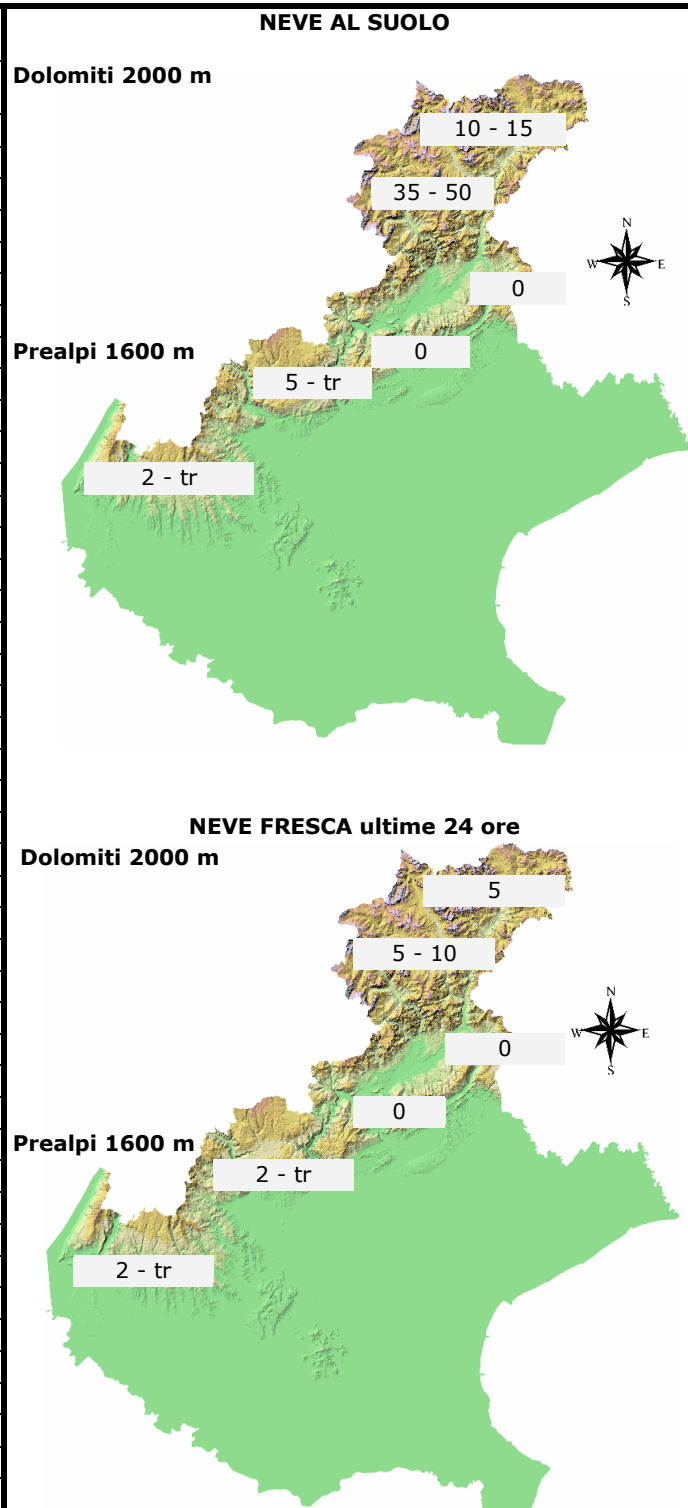 NEVE AL SUOLO
Dolomiti 2000 m
10 - 15
35 - 50
N
W E
S
0
Prealpi 1600 m
0
5 - tr
2 - tr
NEVE FRESCA ultime 24 ore
Dolomiti 2000 m
5
5 - 10
N
W E
S
0
0
Prealpi 1600 m
2 - tr
2 - tr